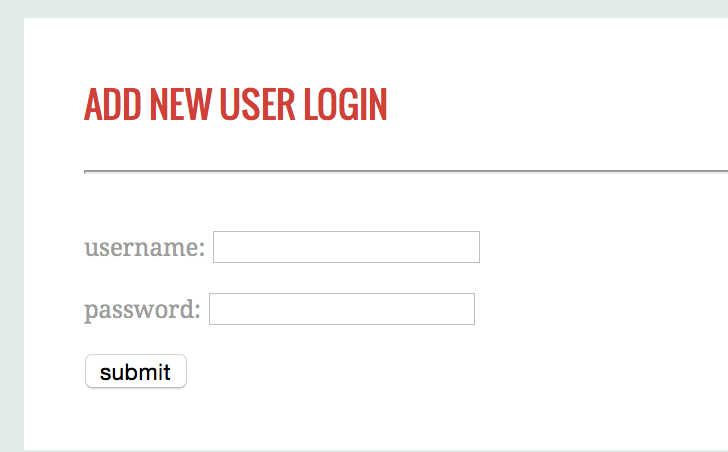 ADD NEW USER LOGIN
username:
password:
submit